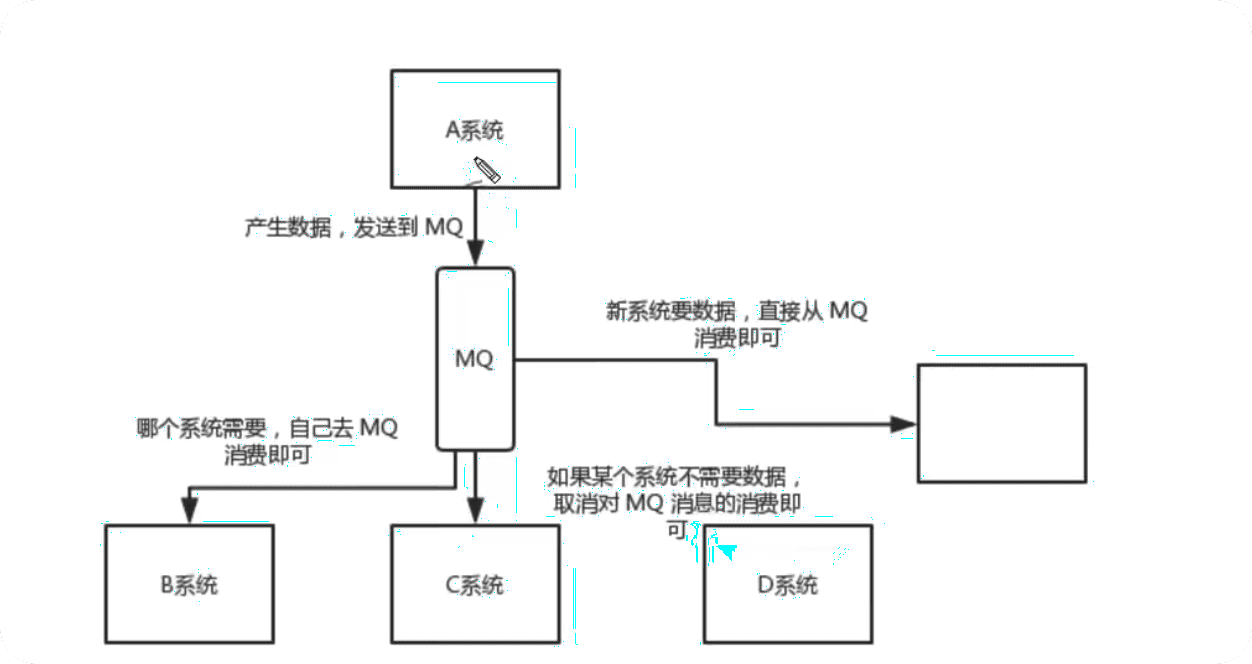 A系统
产生数据，发送到 MQ
新系统要数据，直接从 MQ
消费即可
MQ
哪个系统需要，自己去 MQ
消费即可
如果某个系统不需要数据，
取消对 MQ 消息的消费即
可
B系统
C系统
D系统